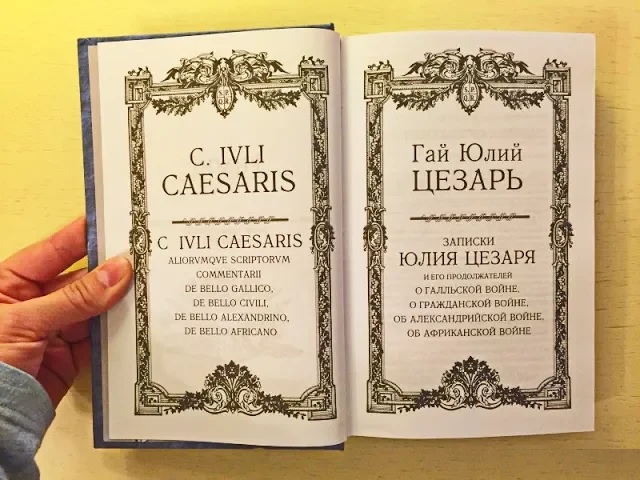 C. IVLI
CAESARIS
C IVLI CAESARIS
ALIORVMQVE SCRIPTORVM
COMMENTARII
DE BELLO GALLICO,
DE BELLO CIVILI,
DE BELLO ALEXANDRINO,
DE BELLO AFRICANO
Гай Юлий
ЦЕЗАРЬ
ЗАПИСКИ
ЮЛИЯ ЦЕЗАРЯ
И ЕГО ПРОДОЛЖАТЕЛЕЙ
О ГАЛЛЬСКОЙ ВОЙНЕ,
О ГРАЖДАНСКОЙ ВОЙНЕ,
ОБ АЛЕКСАНДРИЙСКОЙ ВОЙНЕ,
ОБ АФРИКАНСКОЙ ВОЙНЕ